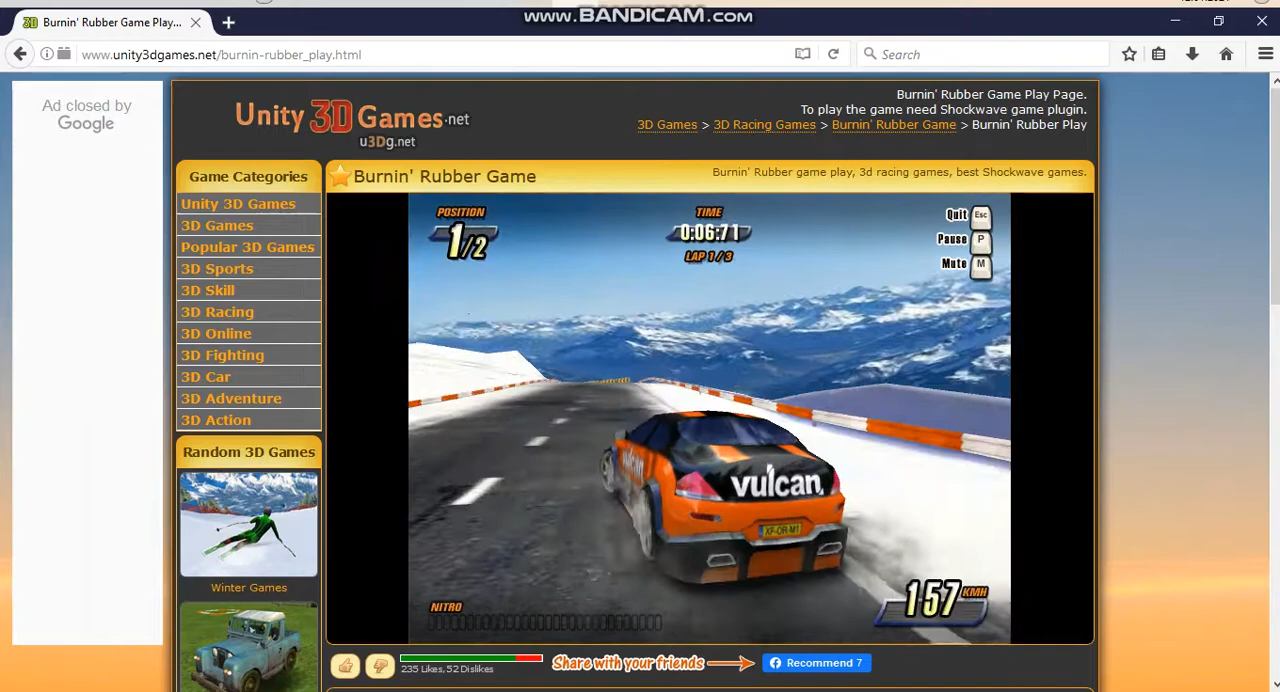 www.BANDICAM.com
3D Burnin' Rubber Game Play...
www.unity3dgames.net/burnin-rubber_play.html
Search
Ad closed by
Google
Unity 3D Games.net
u3Dg.net
Burnin' Rubber Game Play Page.
To play the game need Shockwave game plugin.
3D Games > 3D Racing Games > Burnin' Rubber Game > Burnin' Rubber Play
Game Categories
Unity 3D Games
3D Games
Popular 3D Games
3D Sports
3D Skill
3D Racing
3D Online
3D Fighting
3D Car
3D Adventure
3D Action
Random 3D Games
Winter Games
Burnin' Rubber Game
Burnin' Rubber game play, 3d racing games, best Shockwave games.
POSITION
1/2
TIME
0:06:71
LAP 1/3
Quit Esc
Pause P
Mute M
vulcan
vulcan
XF-OR-M1
NITRO
157 KMH
235 Likes, 52 Dislikes
Share with your friends
Recommend 7